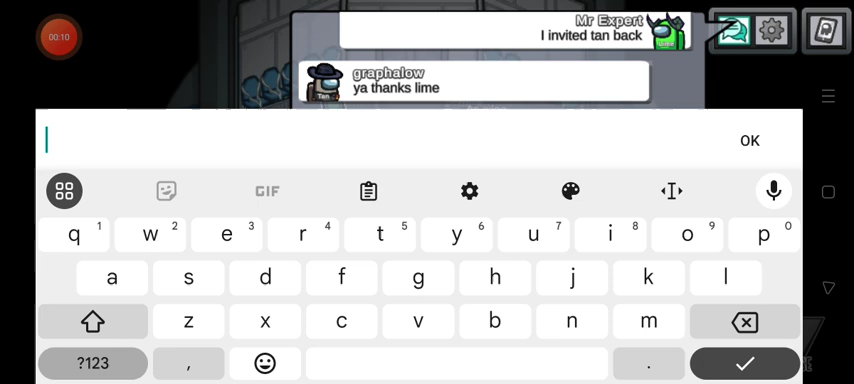 00:10
Mr Expert
I invited tan back
Lime
graphalow
Tan
ya thanks lime
OK
GIF
q 1 w 2 e 3 r 4 t 5 y 6 u 7 i 8 o 9 p 0
a s d f g h j k l
z x c v b n m
?123 , .